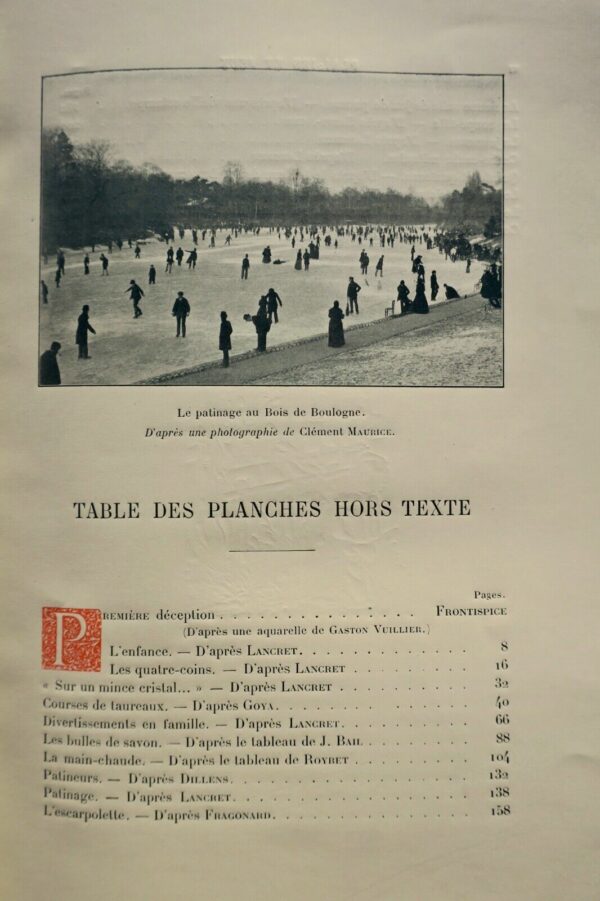 Le patinage au Bois de Boulogne.
D'après une photographie de Clément MAURICE.
TABLE DES PLANCHES HORS TEXTE
Pages.
PREMIÈRE déception . . . . . . . . . . . . . . . FRONTISPICE
(D'après une aquarelle de GASTON VUILLIER.)
L'enfance. — D'après LANCRET. . . . . . . . . . . . 8
Les quatre-coins. — D'après LANCRET . . . . . . . . . 16
« Sur un mince cristal... » — D'après LANCRET . . . . . . . . . 32
Courses de taureaux. — D'après GOYA. . . . . . . . . . . . . 40
Divertissements en famille. — D'après LANCRET. . . . . . . . . 66
Les bulles de savon. — D'après le tableau de J. BAIL . . . . . . . . 88
La main-chaude. — D'après le tableau de ROYBET . . . . . . . . . 104
Patineurs. — D'après DILLENS. . . . . . . . . . . . . . . 132
Patinage. — D'après LANCRET. . . . . . . . . . . . . . . 138
L'escarpolette. — D'après FRAGONARD. . . . . . . . . . . . . 158